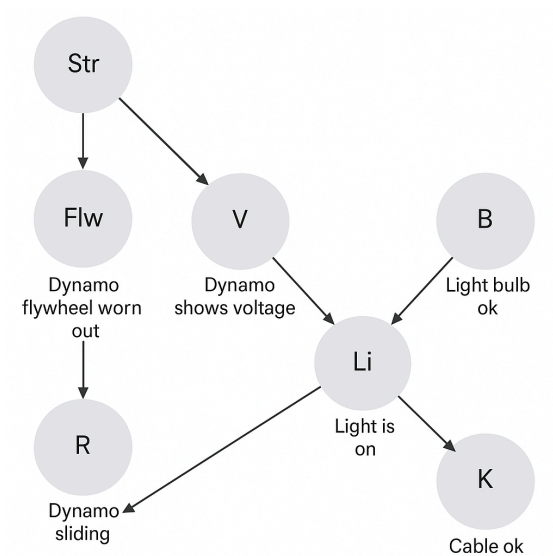 Str
Flw
V
B
Dynamo
flywheel worn
out
Dynamo
shows voltage
Light bulb
ok
Li
Light is
on
R
Dynamo
sliding
K
Cable ok